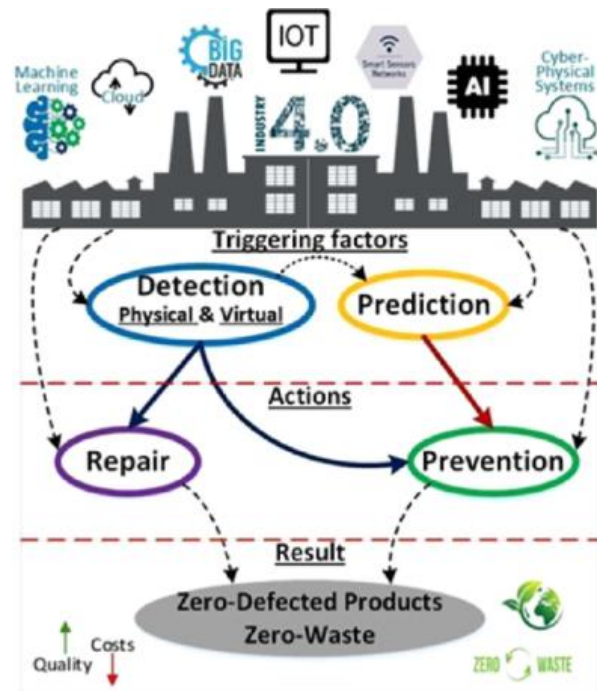 Machine
Learning
Cloud
BIG
DATA
IOT
Smart Sensors
Networks
AI
Cyber-
Physical
Systems
INDUSTRY
4.0
Triggering factors
Detection
Physical & Virtual
Prediction
Actions
Repair
Prevention
Result
Zero-Defected Products
Zero-Waste
Quality
Costs
ZERO WASTE